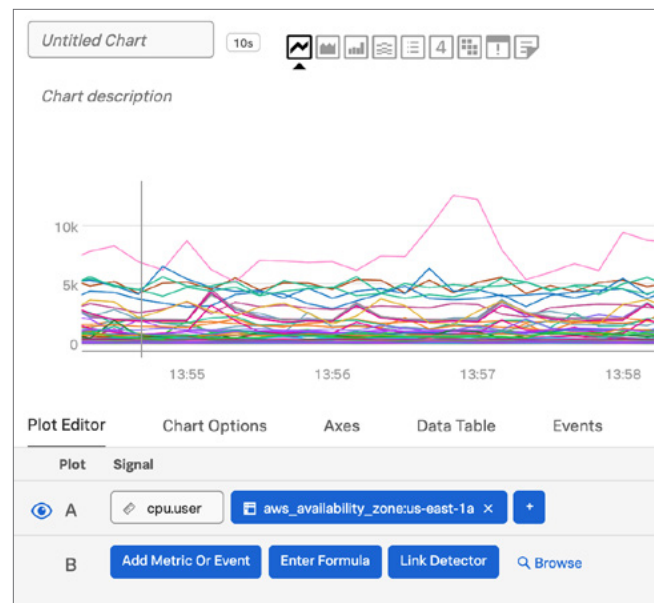 Untitled Chart 10s 4 !
Chart description
10k
5k
0
13:55 13:56 13:57 13:58
Plot Editor Chart Options Axes Data Table Events
Plot Signal
A cpu.user aws_availability_zone:us-east-1a × +
B Add Metric Or Event Enter Formula Link Detector Browse